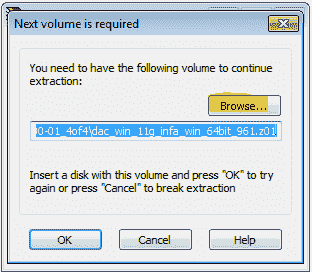 Next volume is required
You need to have the following volume to continue
extraction:
Browse...
00-01_4of4\dac_win_11g_infa_win_64bit_961.z01
Insert a disk with this volume and press "OK" to try
again or press "Cancel" to break extraction
OK
Cancel
Help